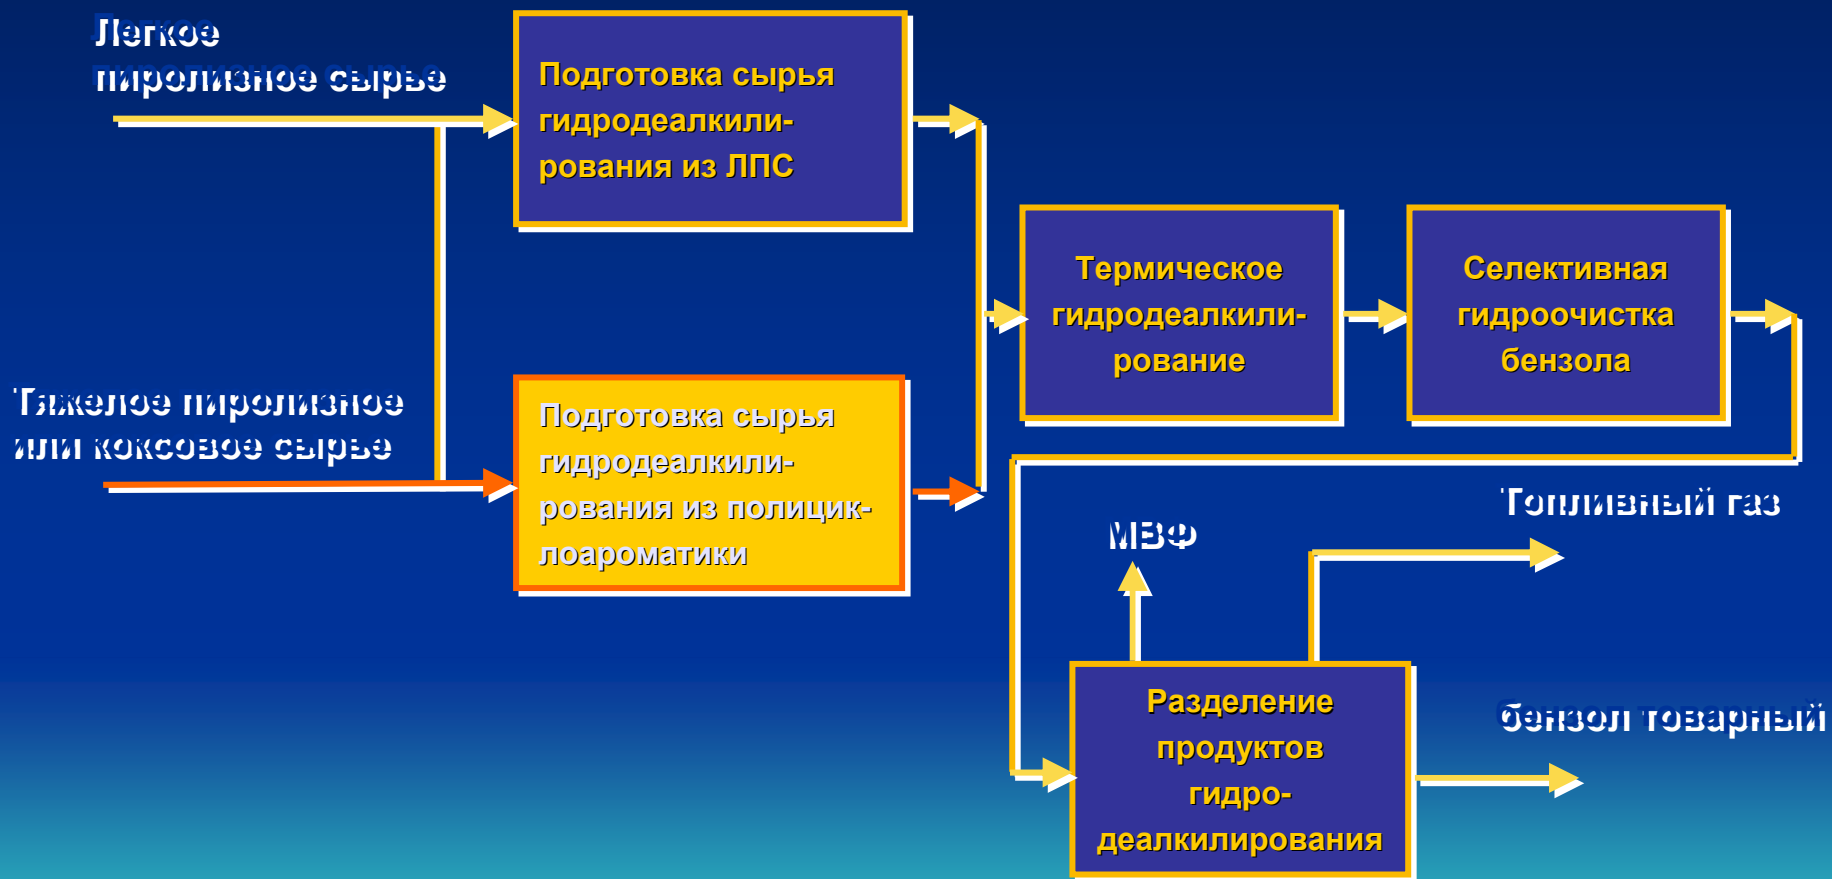 Легкое
пиролизное сырье
Подготовка сырья
гидродеалкили-
рования из ЛПС
Термическое
гидродеалкили-
рование
Селективная
гидроочистка
бензола
Тяжелое пиролизное
или коксовое сырье
Подготовка сырья
гидродеалкили-
рования из полицик-
лоароматики
МВФ
Топливный газ
Разделение
продуктов
гидро-
деалкилирования
бензол товарный